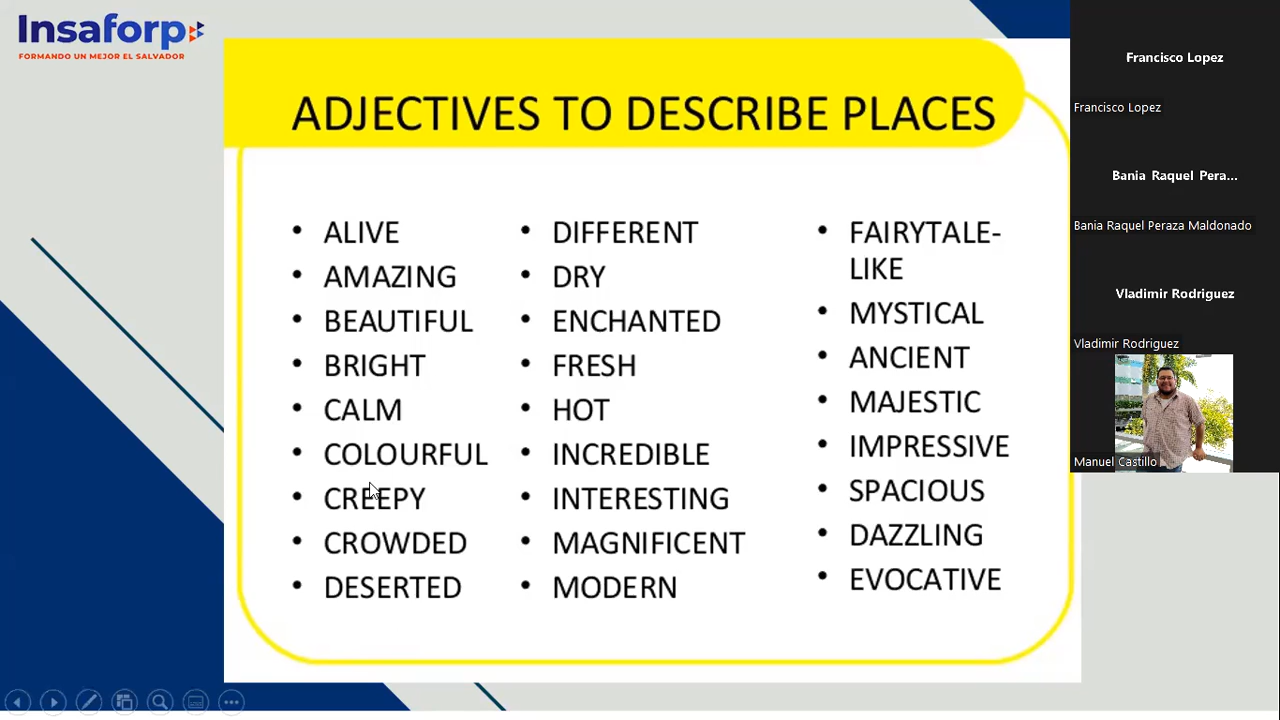 Insaforp
FORMANDO UN MEJOR EL SALVADOR
ADJECTIVES TO DESCRIBE PLACES
• ALIVE
• AMAZING
• BEAUTIFUL
• BRIGHT
• CALM
• COLOURFUL
• CREEPY
• CROWDED
• DESERTED
• DIFFERENT
• DRY
• ENCHANTED
• FRESH
• HOT
• INCREDIBLE
• INTERESTING
• MAGNIFICENT
• MODERN
• FAIRYTALE-
LIKE
• MYSTICAL
• ANCIENT
• MAJESTIC
• IMPRESSIVE
• SPACIOUS
• DAZZLING
• EVOCATIVE
Francisco Lopez
Francisco Lopez
Bania Raquel Pera...
Bania Raquel Peraza Maldonado
Vladimir Rodriguez
Vladimir Rodriguez
Manuel Castillo